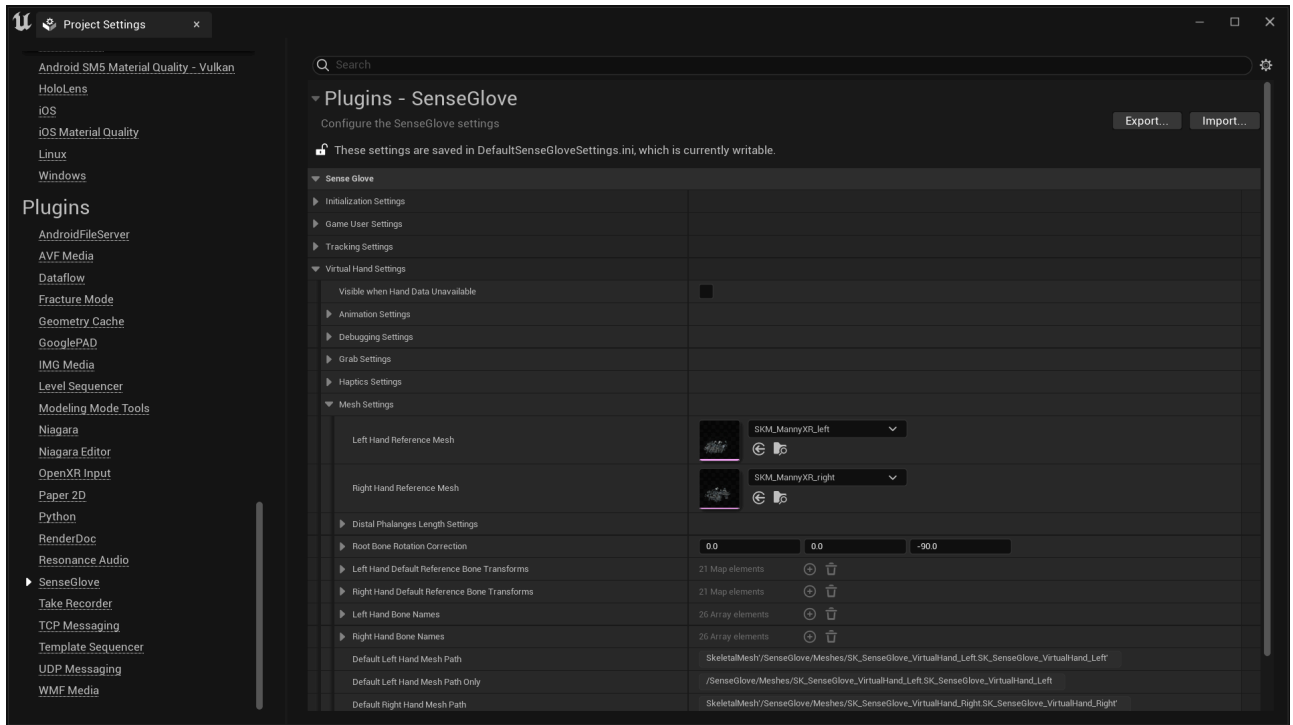 Project Settings
Android SM5 Material Quality - Vulkan
HoloLens
iOS
iOS Material Quality
Linux
Windows
Plugins
AndroidFileServer
AVF Media
Dataflow
Fracture Mode
Geometry Cache
GooglePAD
IMG Media
Level Sequencer
Modeling Mode Tools
Niagara
Niagara Editor
OpenXR Input
Paper 2D
Python
RenderDoc
Resonance Audio
SenseGlove
Take Recorder
TCP Messaging
Template Sequencer
UDP Messaging
WMF Media
Search
Plugins - SenseGlove
Configure the SenseGlove settings
Export... Import...
These settings are saved in DefaultSenseGloveSettings.ini, which is currently writable.
Sense Glove
Initialization Settings
Game User Settings
Tracking Settings
Virtual Hand Settings
Visible when Hand Data Unavailable
Animation Settings
Debugging Settings
Grab Settings
Haptics Settings
Mesh Settings
Left Hand Reference Mesh SKM_MannyXR_left
Right Hand Reference Mesh SKM_MannyXR_right
Distal Phalanges Length Settings
Root Bone Rotation Correction 0.0 0.0 -90.0
Left Hand Default Reference Bone Transforms 21 Map elements
Right Hand Default Reference Bone Transforms 21 Map elements
Left Hand Bone Names 26 Array elements
Right Hand Bone Names 26 Array elements
Default Left Hand Mesh Path SkeletalMesh'/SenseGlove/Meshes/SK_SenseGlove_VirtualHand_Left.SK_SenseGlove_VirtualHand_Left'
Default Left Hand Mesh Path Only /SenseGlove/Meshes/SK_SenseGlove_VirtualHand_Left.SK_SenseGlove_VirtualHand_Left
Default Right Hand Mesh Path SkeletalMesh'/SenseGlove/Meshes/SK_SenseGlove_VirtualHand_Right.SK_SenseGlove_VirtualHand_Right'